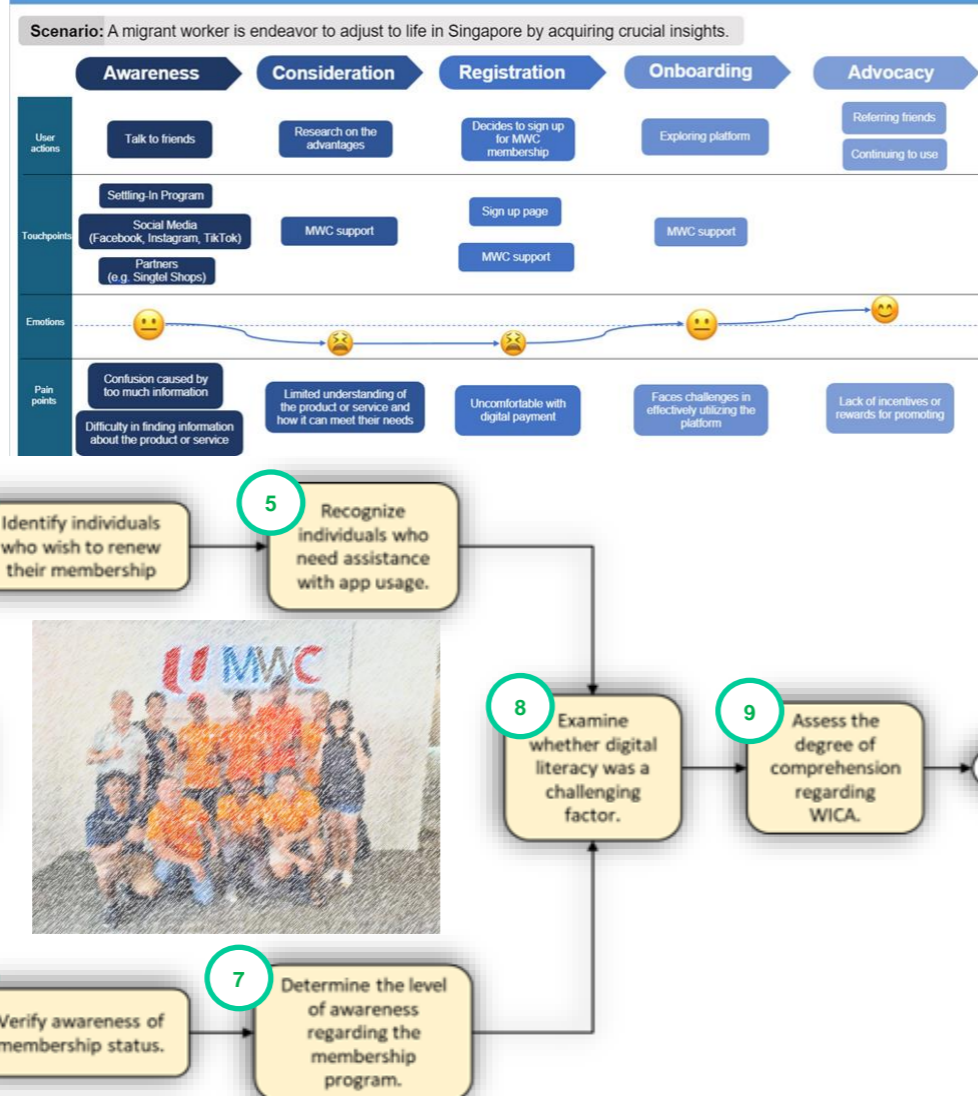 Scenario: A migrant worker is endeavor to adjust to life in Singapore by acquiring crucial insights.
Awareness
Consideration
Registration
Onboarding
Advocacy
User
actions
Talk to friends
Research on the
advantages
Decides to sign up
for MWC
membership
Exploring platform
Referring friends
Continuing to use
Touchpoints
Settling-In Program
Social Media
(Facebook, Instagram, TikTok)
Partners
(e.g. Singtel Shops)
MWC support
Sign up page
MWC support
MWC support
Emotions
Pain
points
Confusion caused by
too much information
Difficulty in finding information
about the product or service
Limited understanding of
the product or service and
how it can meet their needs
Uncomfortable with
digital payment
Faces challenges in
effectively utilizing the
platform
Lack of incentives or
rewards for promoting
Identify individuals
who wish to renew
their membership
5
Recognize
individuals who
need assistance
with app usage.
MWC
8
Examine
whether digital
literacy was a
challenging
factor.
9
Assess the
degree of
comprehension
regarding
WICA.
Verify awareness of
membership status.
7
Determine the level
of awareness
regarding the
membership
program.